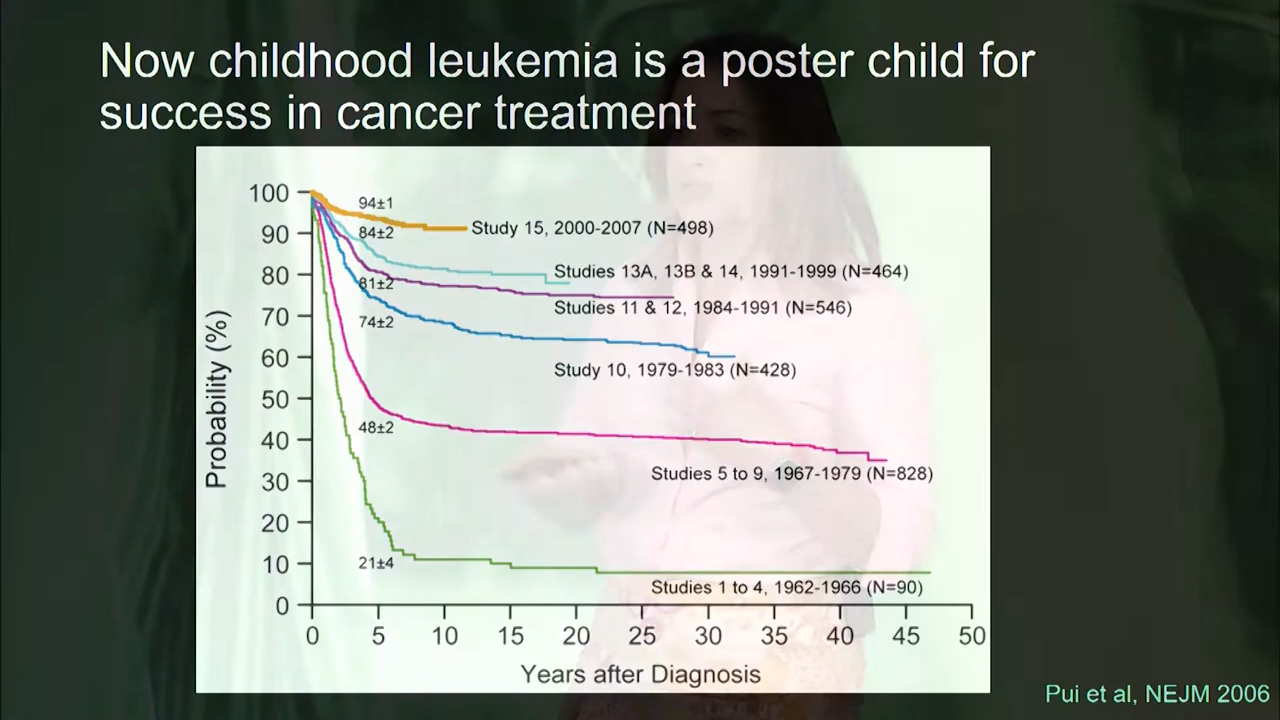 Now childhood leukemia is a poster child for
success in cancer treatment
100
90
80
70
60
50
40
30
20
10
0
Probability (%)
94±1
84±2
81±2
74±2
48±2
21±4
Study 15, 2000-2007 (N=498)
Studies 13A, 13B & 14, 1991-1999 (N=464)
Studies 11 & 12, 1984-1991 (N=546)
Study 10, 1979-1983 (N=428)
Studies 5 to 9, 1967-1979 (N=828)
Studies 1 to 4, 1962-1966 (N=90)
0 5 10 15 20 25 30 35 40 45 50
Years after Diagnosis
Pui et al, NEJM 2006